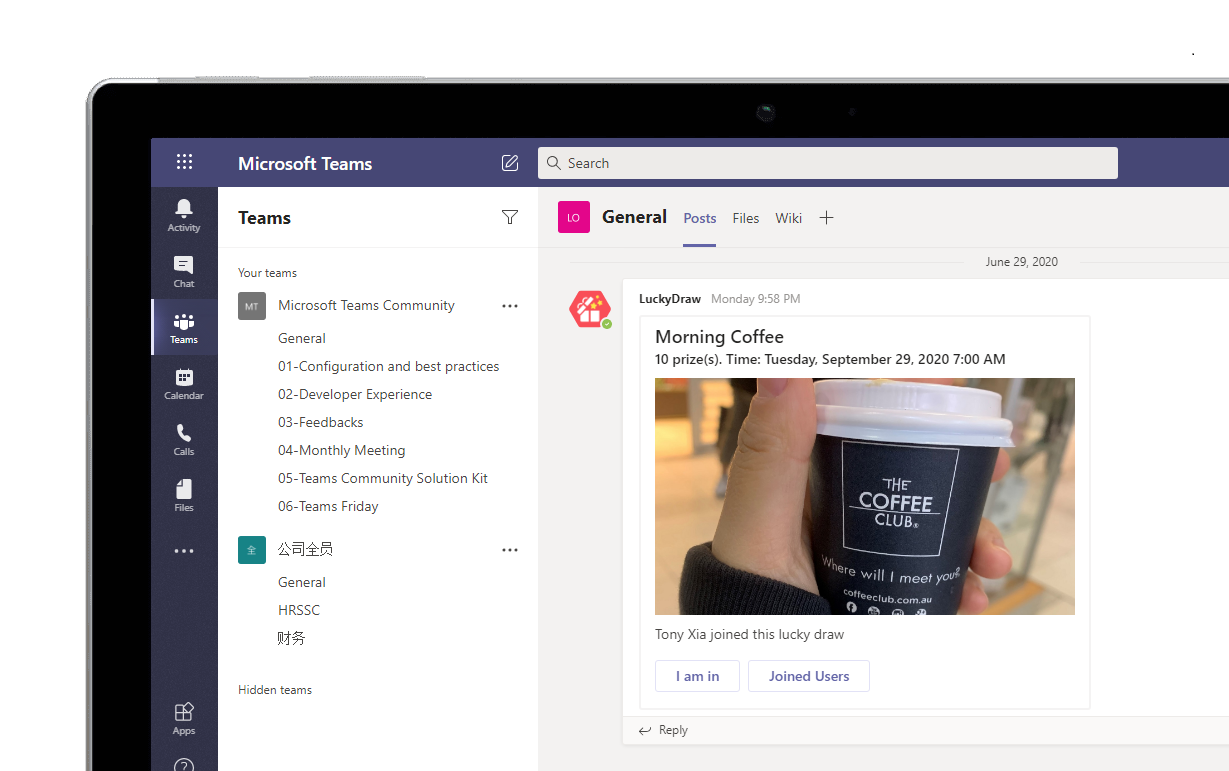 Microsoft Teams
Search
Activity
Chat
Teams
Calendar
Calls
Files
Apps
Teams
Your teams
MT
Microsoft Teams Community
General
01-Configuration and best practices
02-Developer Experience
03-Feedbacks
04-Monthly Meeting
05-Teams Community Solution Kit
06-Teams Friday
全
公司全员
General
HRSSC
财务
Hidden teams
LO
General Posts Files Wiki
June 29, 2020
LuckyDraw Monday 9:58 PM
Morning Coffee
10 prize(s). Time: Tuesday, September 29, 2020 7:00 AM
THE
COFFEE
CLUB®
Where will I meet you?
coffeeclub.com.au
Tony Xia joined this lucky draw
I am in
Joined Users
Reply